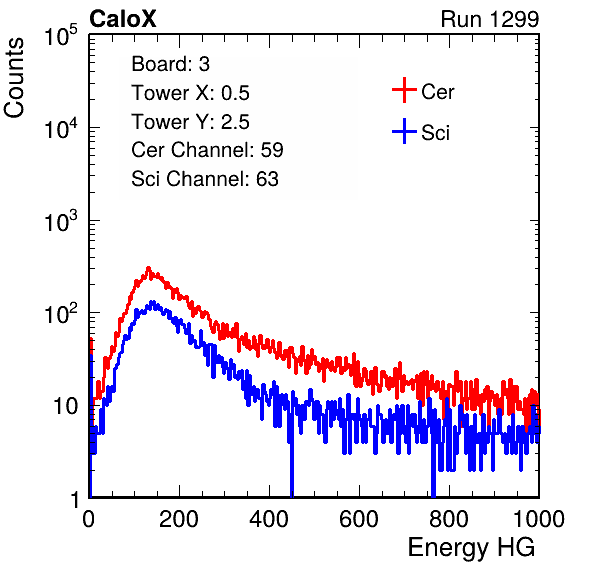 CaloX Run 1299
Counts
10^5
10^4
10^3
10^2
10
1
Board: 3
Tower X: 0.5
Tower Y: 2.5
Cer Channel: 59
Sci Channel: 63
Cer
Sci
0 200 400 600 800 1000
Energy HG